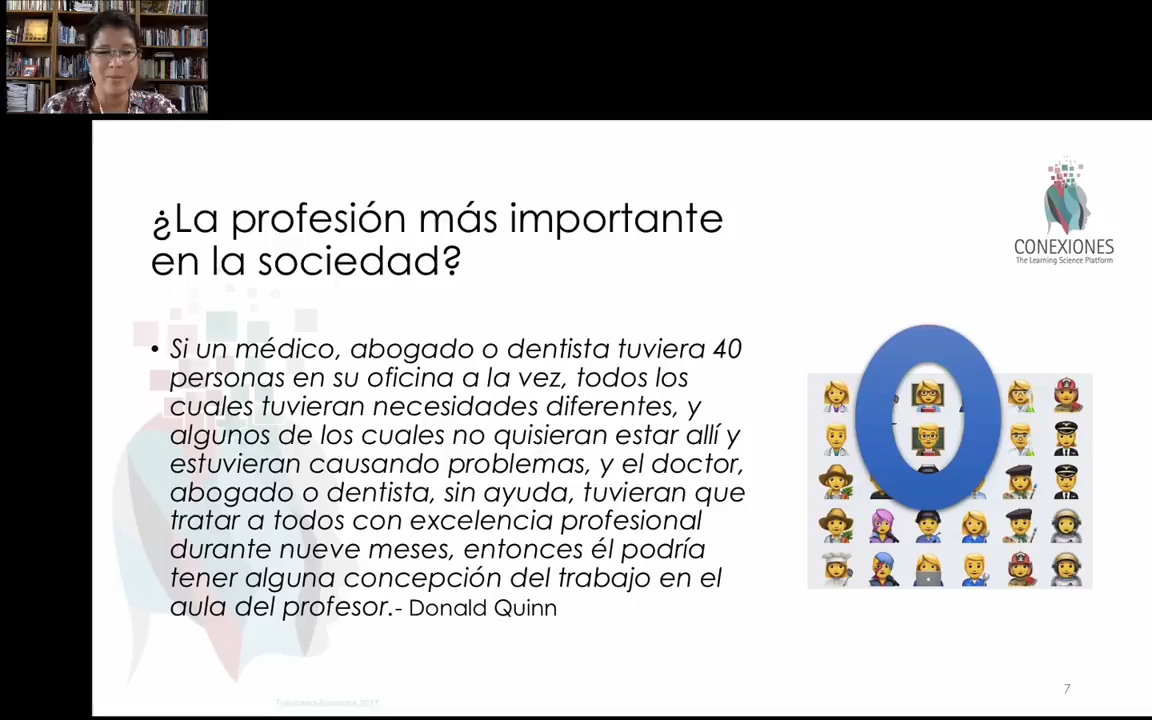 ¿La profesión más importante
en la sociedad?
CONEXIONES
The Learning Science Platform
• Si un médico, abogado o dentista tuviera 40
personas en su oficina a la vez, todos los
cuales tuvieran necesidades diferentes, y
algunos de los cuales no quisieran estar allí y
estuvieran causando problemas, y el doctor,
abogado o dentista, sin ayuda, tuvieran que
tratar a todos con excelencia profesional
durante nueve meses, entonces él podría
tener alguna concepción del trabajo en el
aula del profesor.- Donald Quinn
7